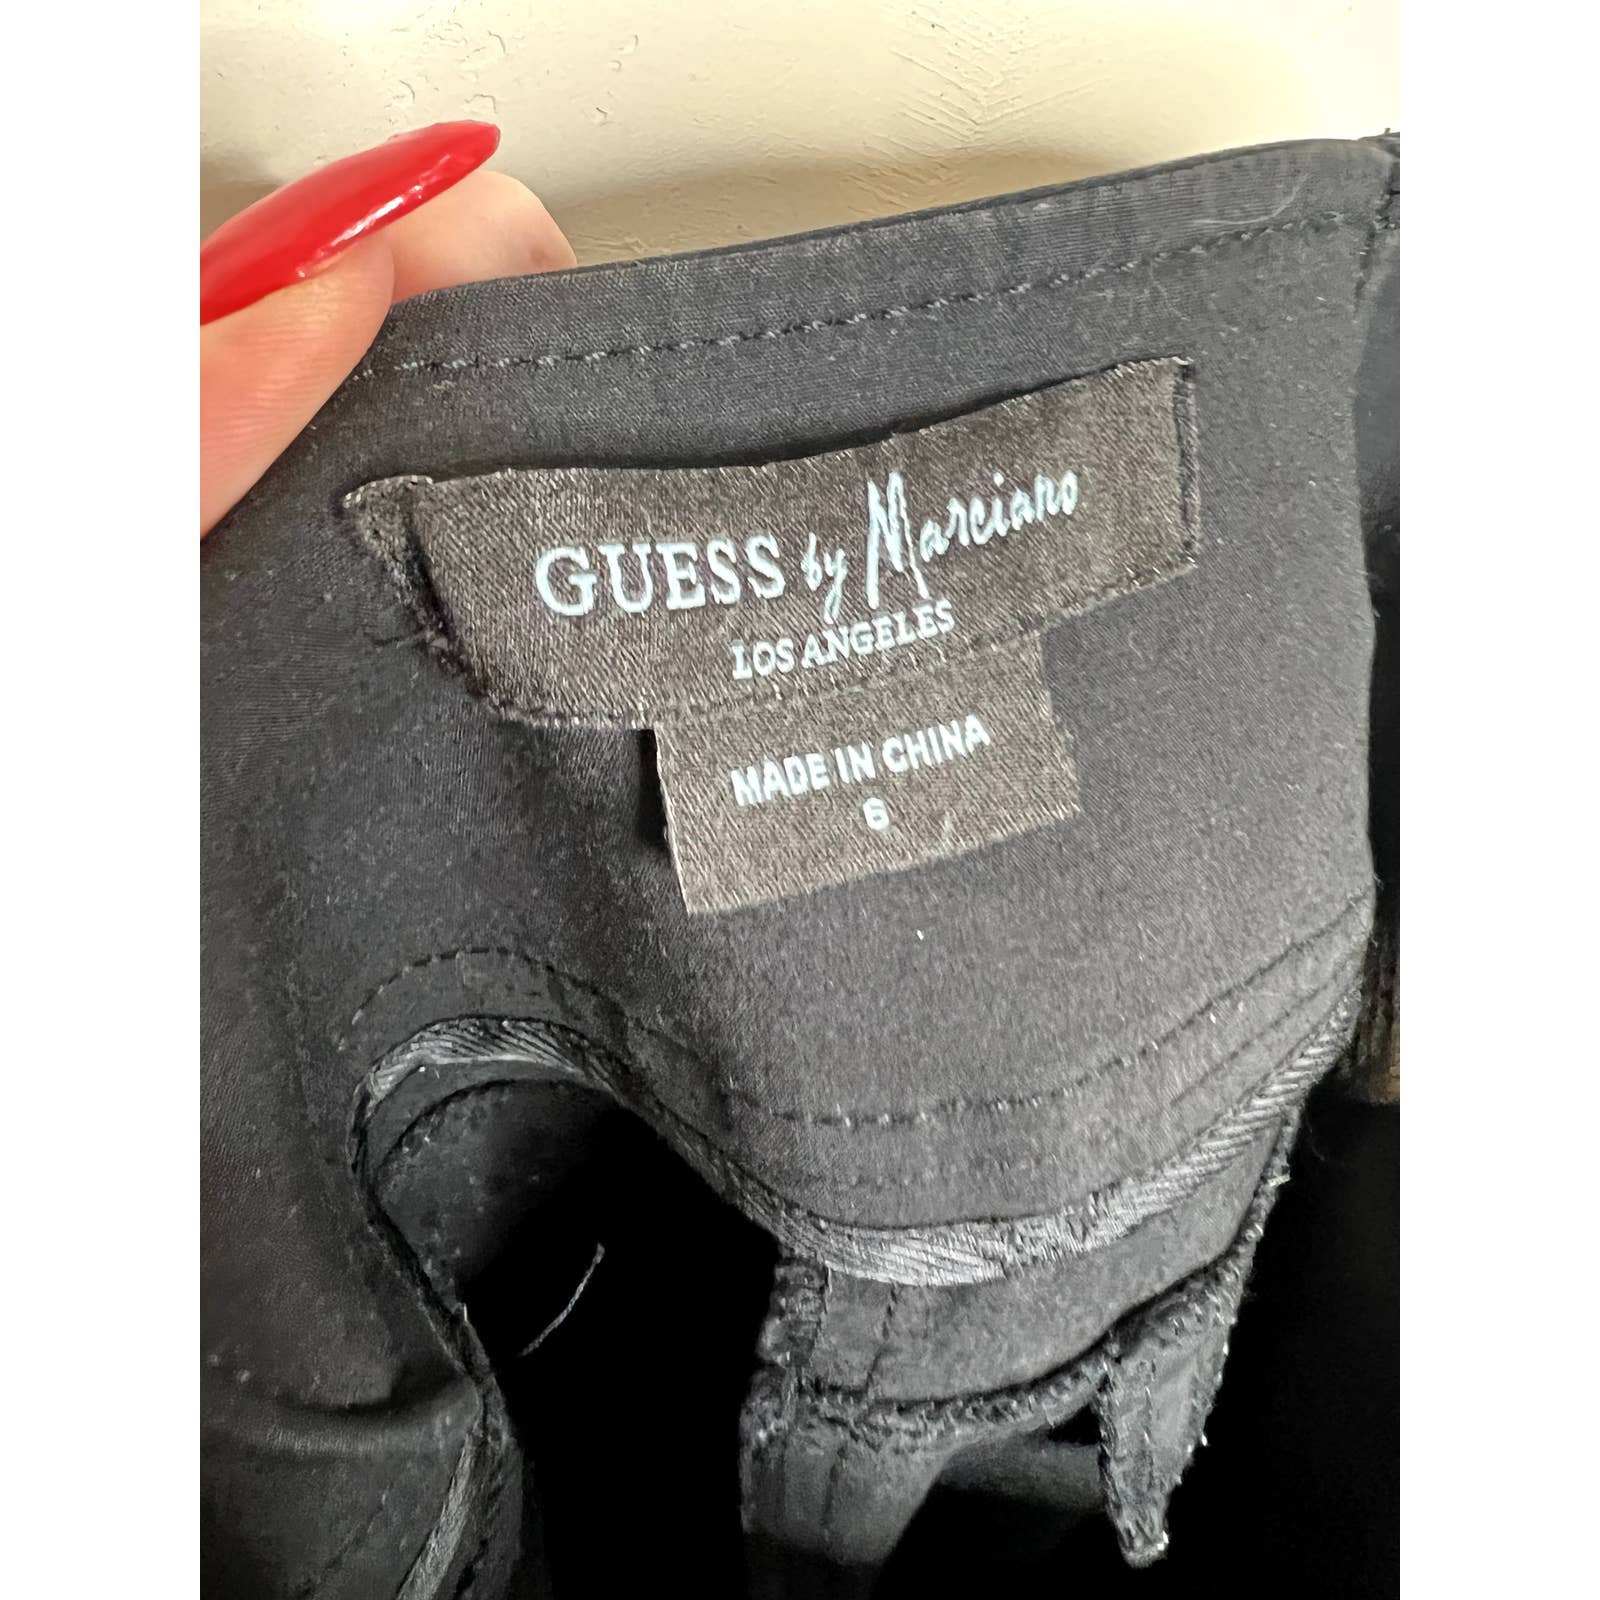 GUESS by Marciano
LOS ANGELES
MADE IN CHINA
6